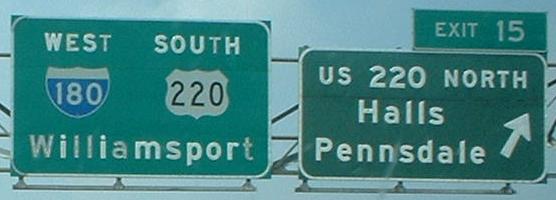 WEST SOUTH
180 220
Williamsport
EXIT 15
US 220 NORTH
Halls
Pennsdale